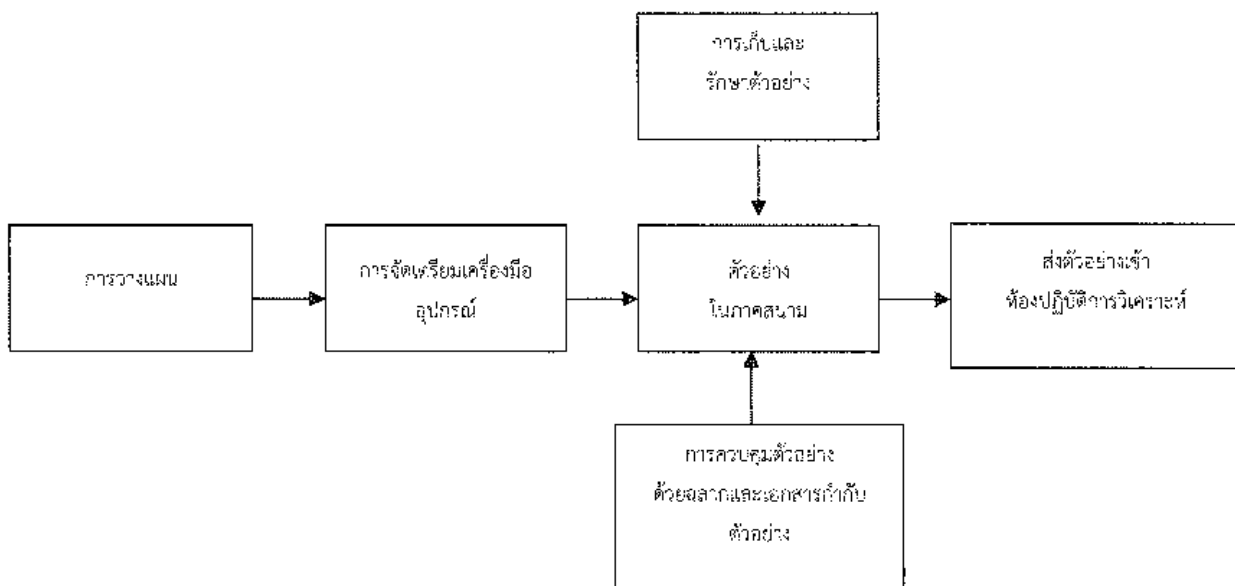 การเก็บและ
รักษาตัวอย่าง
การวางแผน
การจัดเตรียมเครื่องมือ
อุปกรณ์
ตัวอย่าง
ในภาคสนาม
ส่งตัวอย่างเข้า
ห้องปฏิบัติการวิเคราะห์
การควบคุมตัวอย่าง
ด้วยฉลากและเอกสารกำกับ
ตัวอย่าง